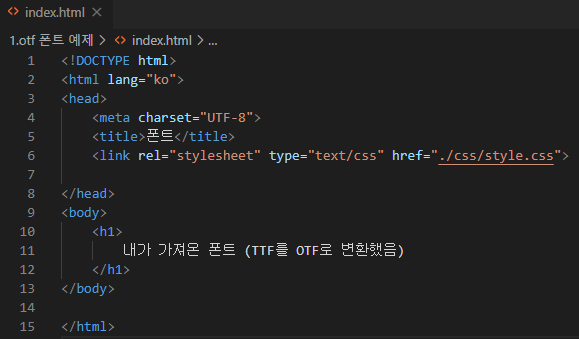 index.html
1.otf 폰트 예제 > index.html > ...
1 <!DOCTYPE html>
2 <html lang="ko">
3 <head>
4 <meta charset="UTF-8">
5 <title>폰트</title>
6 <link rel="stylesheet" type="text/css" href="./css/style.css">
7
8 </head>
9 <body>
10 <h1>
11 내가 가져온 폰트 (TTF를 OTF로 변환했음)
12 </h1>
13 </body>
14
15 </html>